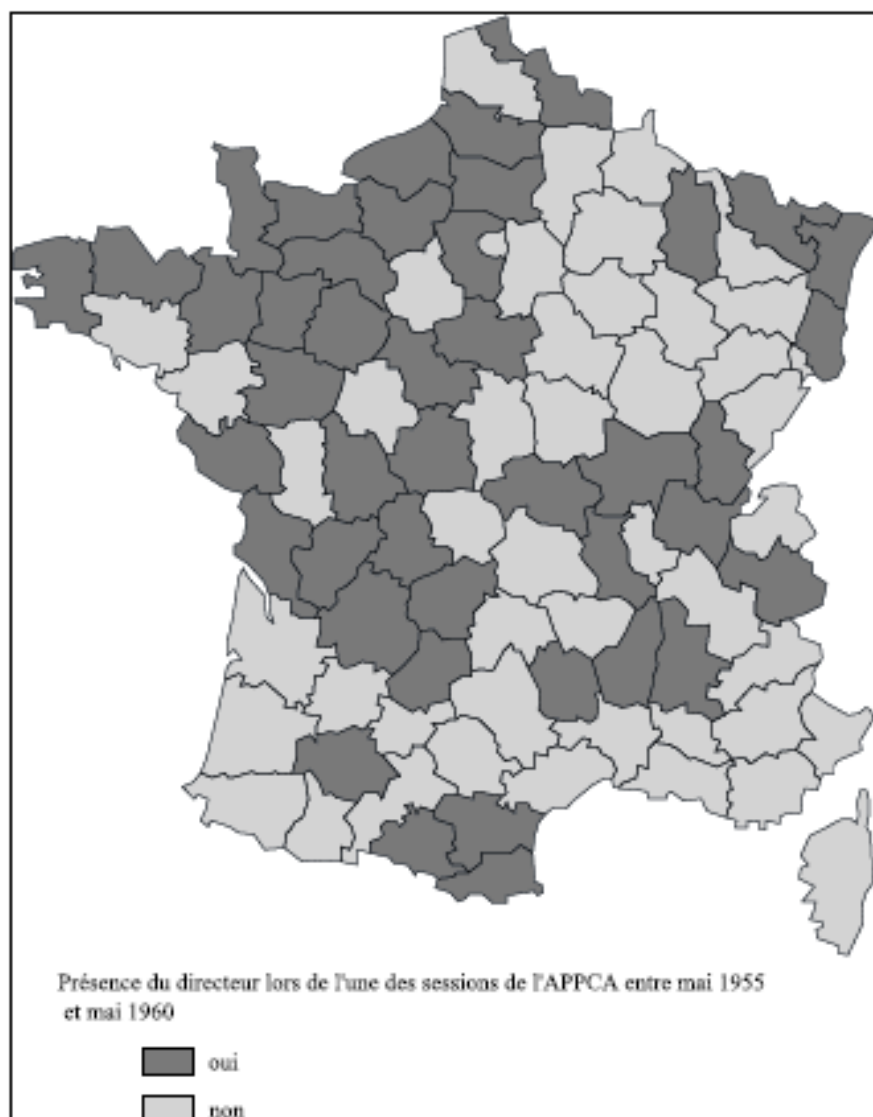 Présence du directeur lors de l'une des sessions de l'APPCA entre mai 1955
et mai 1960
oui
non